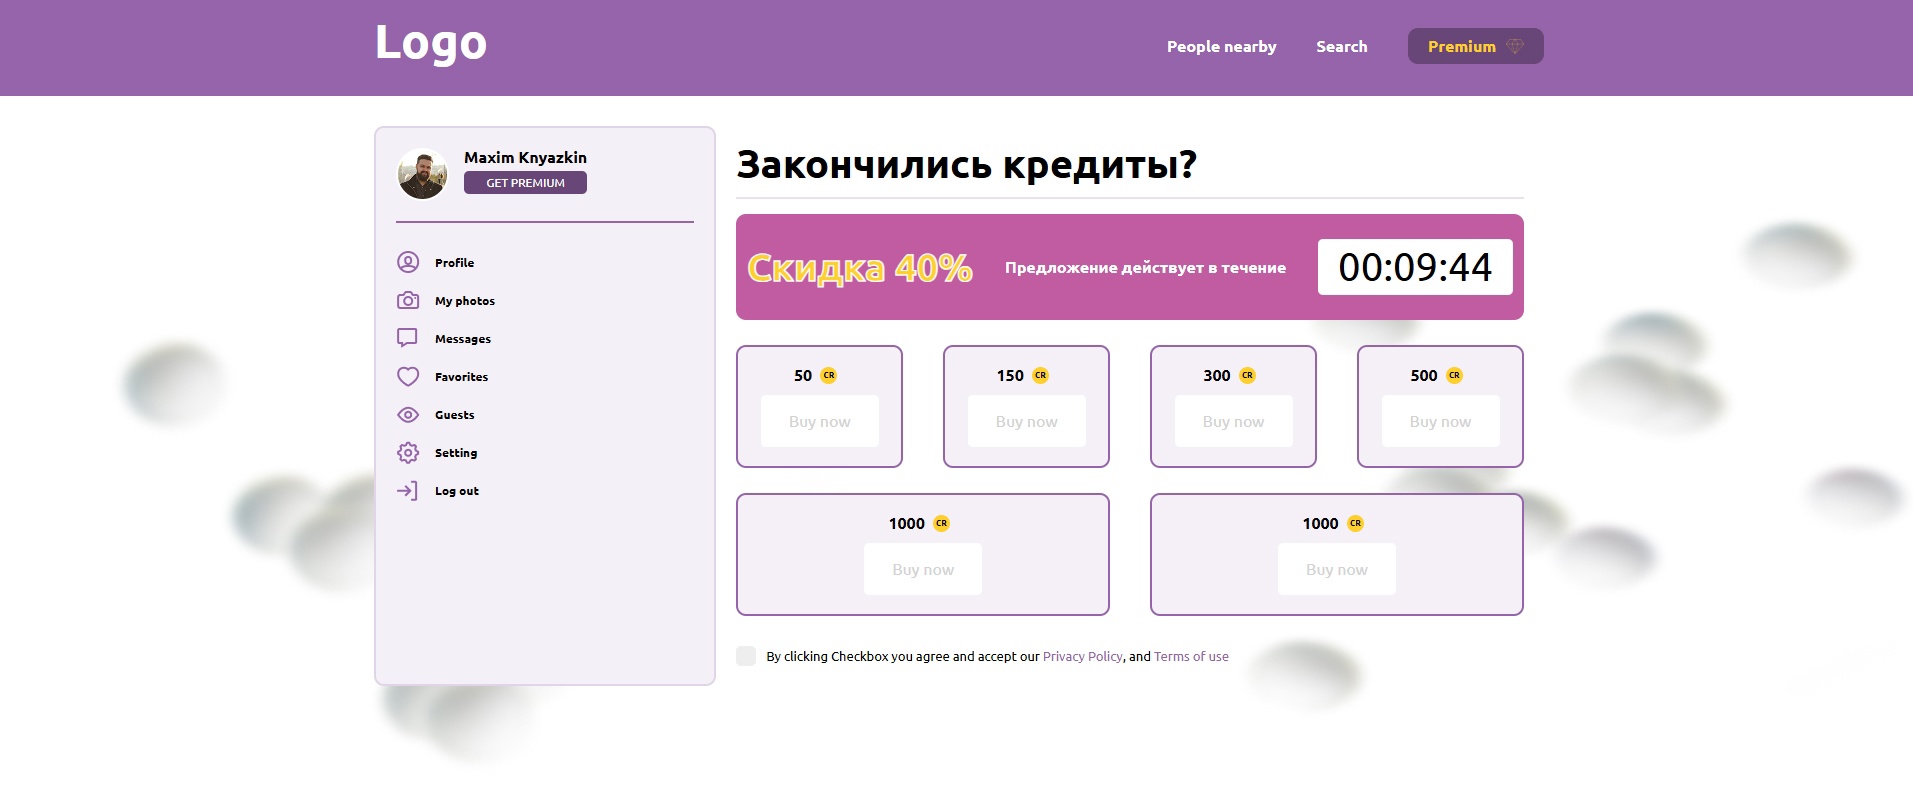 Logo
People nearby
Search
Premium
Maxim Knyazkin
GET PREMIUM
Profile
My photos
Messages
Favorites
Guests
Setting
Log out
Закончились кредиты?
Скидка 40%
Предложение действует в течение
00:09:44
50 CR
Buy now
150 CR
Buy now
300 CR
Buy now
500 CR
Buy now
1000 CR
Buy now
1000 CR
Buy now
By clicking Checkbox you agree and accept our Privacy Policy, and Terms of use